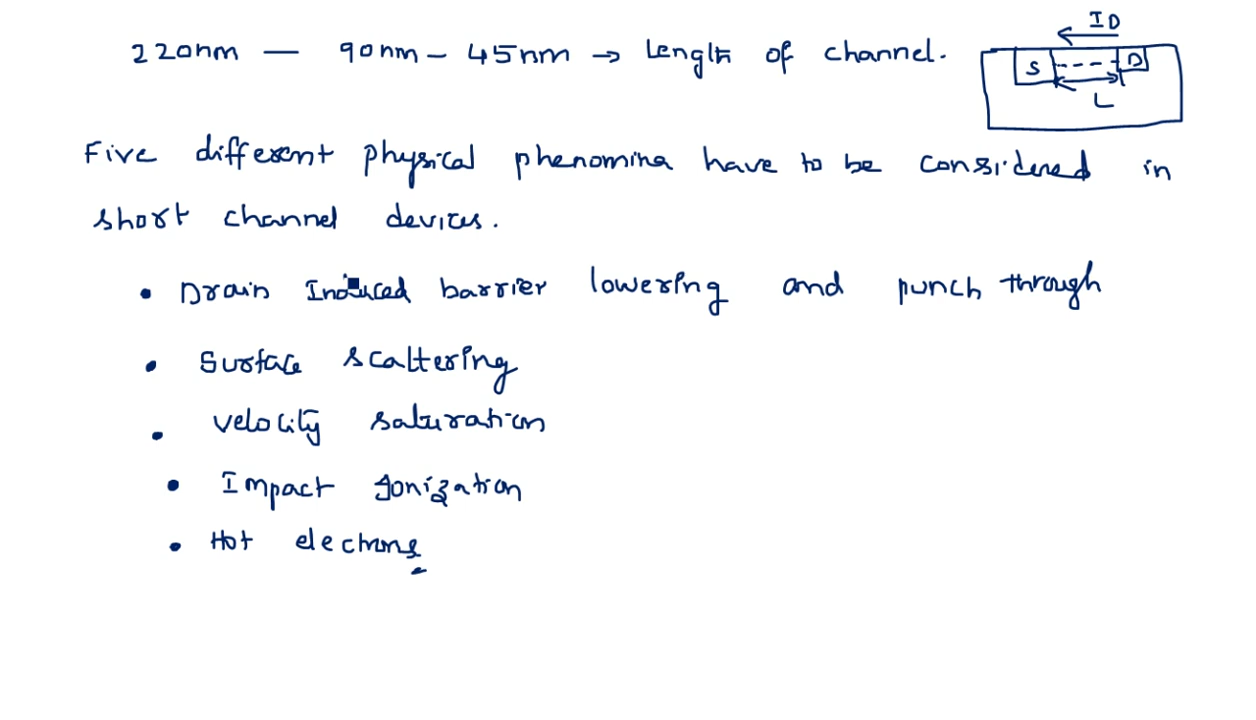 220nm — 90nm – 45nm → Length of channel.
ID
S
D
L
Five different physical phenomina have to be considered in
short channel devices.
• Drain Induced barrier lowering and punch through
• Surface scattering
• velocity saturation
• Impact Ionization
• Hot electrons